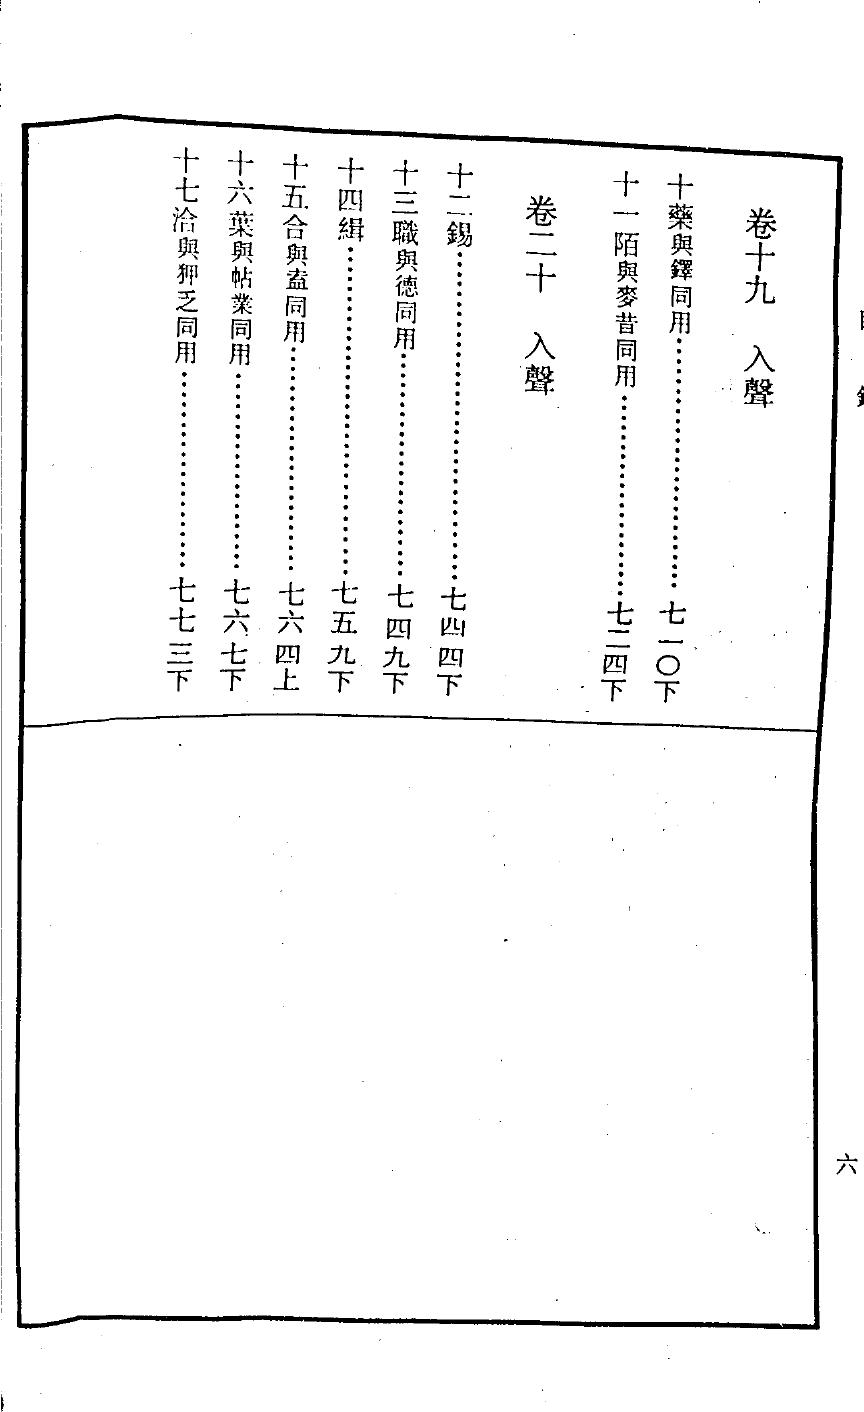 卷十九　入聲
十藥與鐸同用……………………七一〇下
十一陌與麥昔同用………………七二四下
卷二十　入聲
十二錫……………………………七四四下
十三職與德同用…………………七四九下
十四緝……………………………七五九下
十五合與盍同用…………………七六四上
十六葉與帖業同用………………七六七下
十七洽與狎乏同用………………七七三下
六